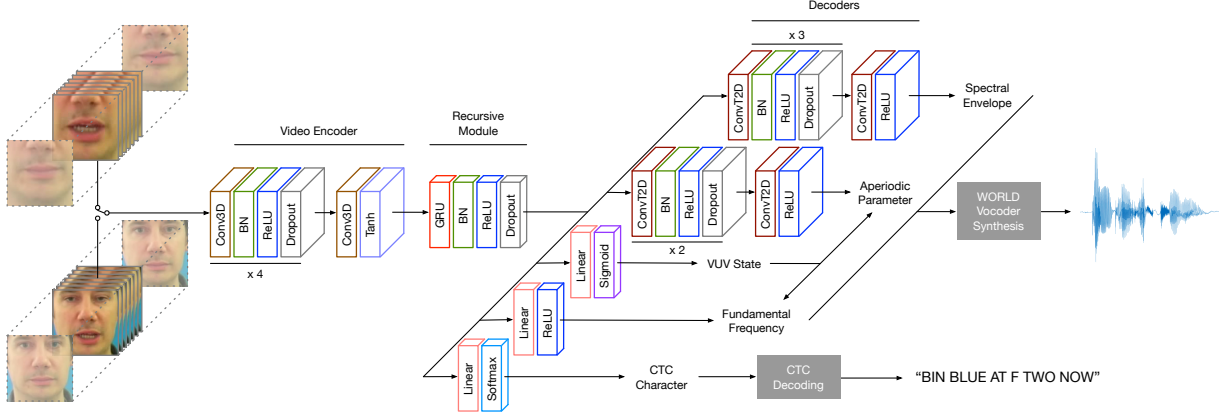 Decoders
x 3
ConvT2D
BN
ReLU
Dropout
ConvT2D
ReLU
Spectral
Envelope
Video Encoder
Recursive
Module
Conv3D
BN
ReLU
Dropout
x 4
Conv3D
Tanh
GRU
BN
ReLU
Dropout
ConvT2D
BN
ReLU
Dropout
x 2
ConvT2D
ReLU
Aperiodic
Parameter
WORLD
Vocoder
Synthesis
Linear
Sigmoid
VUV State
Linear
ReLU
Fundamental
Frequency
Linear
Softmax
CTC
Character
CTC
Decoding
“BIN BLUE AT F TWO NOW”